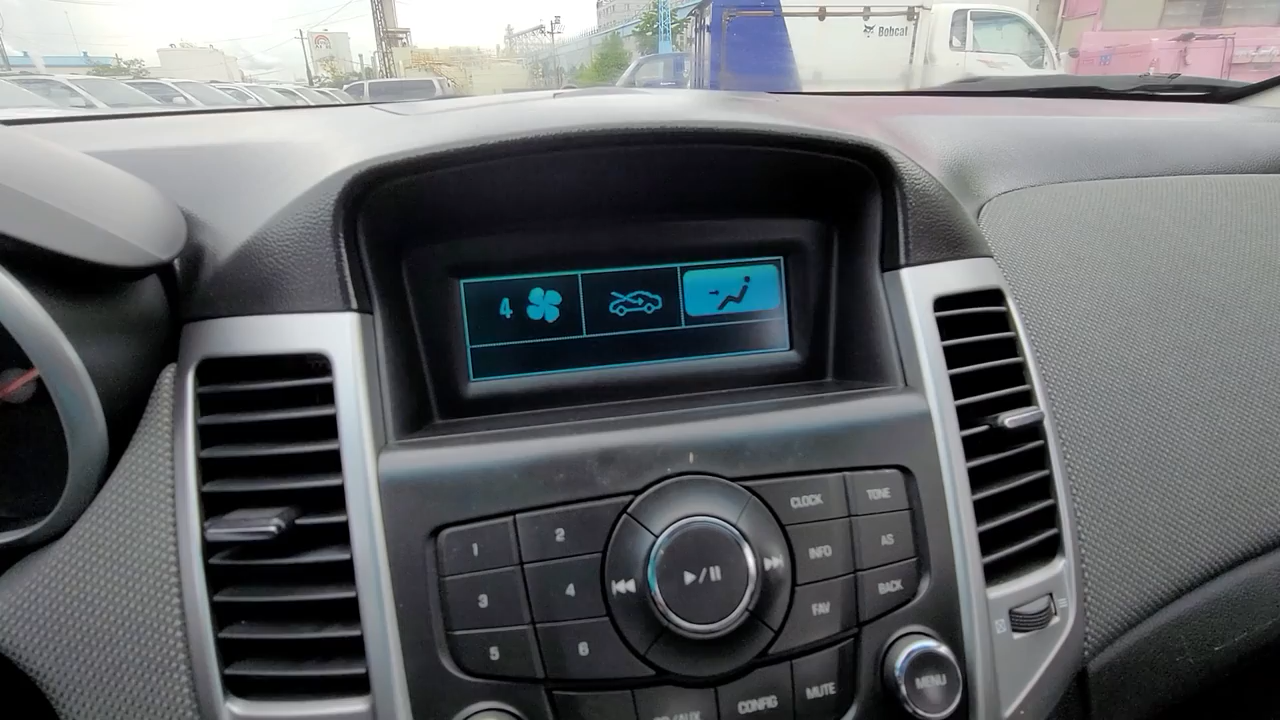 Bobcat
4
1
2
3
4
5
6
CLOCK
TONE
INFO
AS
FAV
BACK
CONFIG
MUTE
MENU